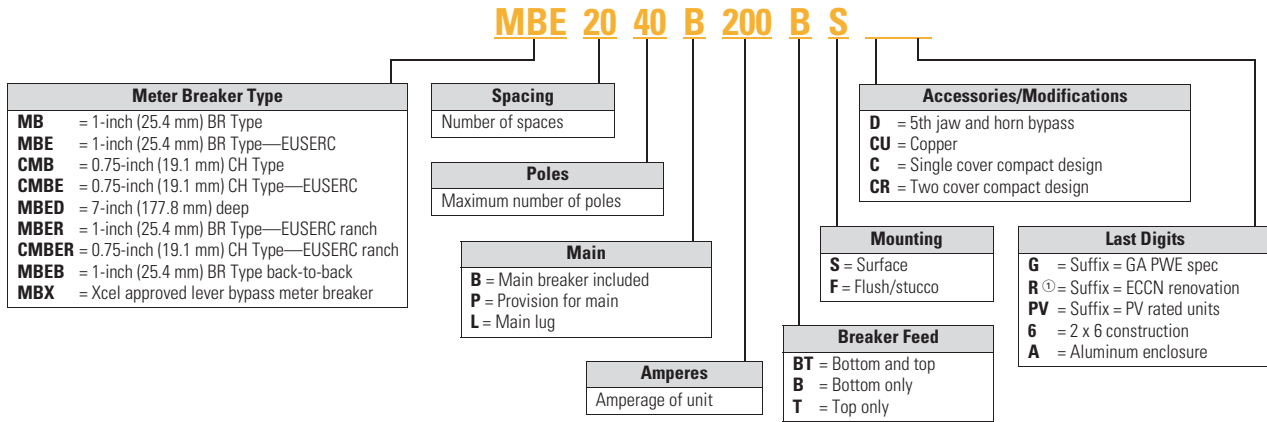 MBE 20 40 B 200 B S
Meter Breaker Type
MB = 1-inch (25.4 mm) BR Type
MBE = 1-inch (25.4 mm) BR Type—EUSERC
CMB = 0.75-inch (19.1 mm) CH Type
CMBE = 0.75-inch (19.1 mm) CH Type—EUSERC
MBED = 7-inch (177.8 mm) deep
MBER = 1-inch (25.4 mm) BR Type—EUSERC ranch
CMBER = 0.75-inch (19.1 mm) CH Type—EUSERC ranch
MBEB = 1-inch (25.4 mm) BR Type back-to-back
MBX = Xcel approved lever bypass meter breaker
Spacing
Number of spaces
Poles
Maximum number of poles
Main
B = Main breaker included
P = Provision for main
L = Main lug
Amperes
Amperage of unit
Breaker Feed
BT = Bottom and top
B = Bottom only
T = Top only
Mounting
S = Surface
F = Flush/stucco
Accessories/Modifications
D = 5th jaw and horn bypass
CU = Copper
C = Single cover compact design
CR = Two cover compact design
Last Digits
G = Suffix = GA PWE spec
R ① = Suffix = ECCN renovation
PV = Suffix = PV rated units
6 = 2 x 6 construction
A = Aluminum enclosure